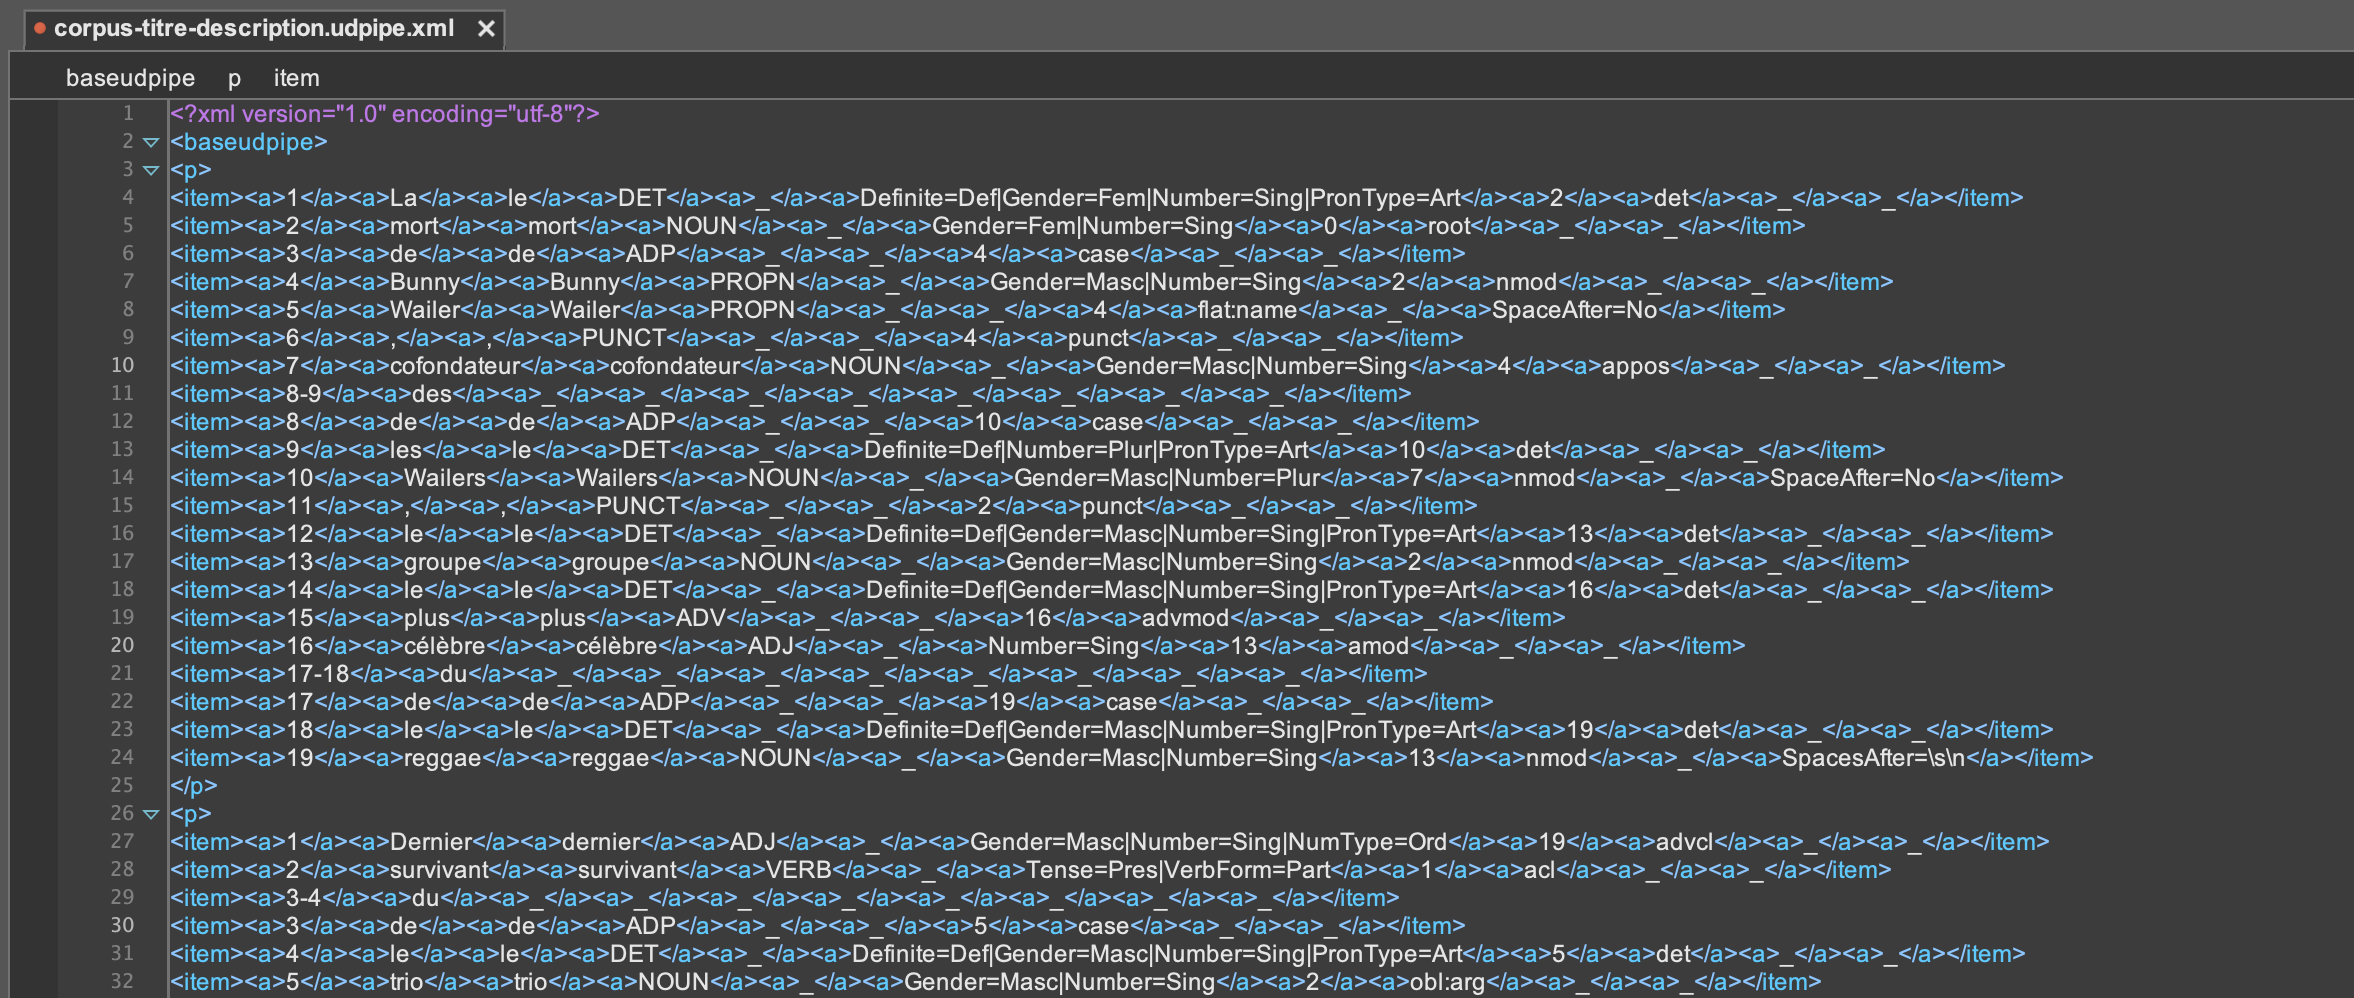 corpus-titre-description.udpipe.xml ✕
baseudpipe p item
1 <?xml version="1.0" encoding="utf-8"?>
2 <baseudpipe>
3 <p>
4 <item><a>1</a><a>La</a><a>le</a><a>DET</a><a>_</a><a>Definite=Def|Gender=Fem|Number=Sing|PronType=Art</a><a>2</a><a>det</a><a>_</a><a>_</a></item>
5 <item><a>2</a><a>mort</a><a>mort</a><a>NOUN</a><a>_</a><a>Gender=Fem|Number=Sing</a><a>0</a><a>root</a><a>_</a><a>_</a></item>
6 <item><a>3</a><a>de</a><a>de</a><a>ADP</a><a>_</a><a>_</a><a>4</a><a>case</a><a>_</a><a>_</a></item>
7 <item><a>4</a><a>Bunny</a><a>Bunny</a><a>PROPN</a><a>_</a><a>Gender=Masc|Number=Sing</a><a>2</a><a>nmod</a><a>_</a><a>_</a></item>
8 <item><a>5</a><a>Wailer</a><a>Wailer</a><a>PROPN</a><a>_</a><a>_</a><a>4</a><a>flat:name</a><a>_</a><a>SpaceAfter=No</a></item>
9 <item><a>6</a><a>,</a><a>,</a><a>PUNCT</a><a>_</a><a>_</a><a>4</a><a>punct</a><a>_</a><a>_</a></item>
10 <item><a>7</a><a>cofondateur</a><a>cofondateur</a><a>NOUN</a><a>_</a><a>Gender=Masc|Number=Sing</a><a>4</a><a>appos</a><a>_</a><a>_</a></item>
11 <item><a>8-9</a><a>des</a><a>_</a><a>_</a><a>_</a><a>_</a><a>_</a><a>_</a><a>_</a><a>_</a></item>
12 <item><a>8</a><a>de</a><a>de</a><a>ADP</a><a>_</a><a>_</a><a>10</a><a>case</a><a>_</a><a>_</a></item>
13 <item><a>9</a><a>les</a><a>le</a><a>DET</a><a>_</a><a>Definite=Def|Number=Plur|PronType=Art</a><a>10</a><a>det</a><a>_</a><a>_</a></item>
14 <item><a>10</a><a>Wailers</a><a>Wailers</a><a>NOUN</a><a>_</a><a>Gender=Masc|Number=Plur</a><a>7</a><a>nmod</a><a>_</a><a>SpaceAfter=No</a></item>
15 <item><a>11</a><a>,</a><a>,</a><a>PUNCT</a><a>_</a><a>_</a><a>2</a><a>punct</a><a>_</a><a>_</a></item>
16 <item><a>12</a><a>le</a><a>le</a><a>DET</a><a>_</a><a>Definite=Def|Gender=Masc|Number=Sing|PronType=Art</a><a>13</a><a>det</a><a>_</a><a>_</a></item>
17 <item><a>13</a><a>groupe</a><a>groupe</a><a>NOUN</a><a>_</a><a>Gender=Masc|Number=Sing</a><a>2</a><a>nmod</a><a>_</a><a>_</a></item>
18 <item><a>14</a><a>le</a><a>le</a><a>DET</a><a>_</a><a>Definite=Def|Gender=Masc|Number=Sing|PronType=Art</a><a>16</a><a>det</a><a>_</a><a>_</a></item>
19 <item><a>15</a><a>plus</a><a>plus</a><a>ADV</a><a>_</a><a>_</a><a>16</a><a>advmod</a><a>_</a><a>_</a></item>
20 <item><a>16</a><a>célèbre</a><a>célèbre</a><a>ADJ</a><a>_</a><a>Number=Sing</a><a>13</a><a>amod</a><a>_</a><a>_</a></item>
21 <item><a>17-18</a><a>du</a><a>_</a><a>_</a><a>_</a><a>_</a><a>_</a><a>_</a><a>_</a><a>_</a></item>
22 <item><a>17</a><a>de</a><a>de</a><a>ADP</a><a>_</a><a>_</a><a>19</a><a>case</a><a>_</a><a>_</a></item>
23 <item><a>18</a><a>le</a><a>le</a><a>DET</a><a>_</a><a>Definite=Def|Gender=Masc|Number=Sing|PronType=Art</a><a>19</a><a>det</a><a>_</a><a>_</a></item>
24 <item><a>19</a><a>reggae</a><a>reggae</a><a>NOUN</a><a>_</a><a>Gender=Masc|Number=Sing</a><a>13</a><a>nmod</a><a>_</a><a>SpacesAfter=\s\n</a></item>
25 </p>
26 <p>
27 <item><a>1</a><a>Dernier</a><a>dernier</a><a>ADJ</a><a>_</a><a>Gender=Masc|Number=Sing|NumType=Ord</a><a>19</a><a>advcl</a><a>_</a><a>_</a></item>
28 <item><a>2</a><a>survivant</a><a>survivant</a><a>VERB</a><a>_</a><a>Tense=Pres|VerbForm=Part</a><a>1</a><a>acl</a><a>_</a><a>_</a></item>
29 <item><a>3-4</a><a>du</a><a>_</a><a>_</a><a>_</a><a>_</a><a>_</a><a>_</a><a>_</a><a>_</a></item>
30 <item><a>3</a><a>de</a><a>de</a><a>ADP</a><a>_</a><a>_</a><a>5</a><a>case</a><a>_</a><a>_</a></item>
31 <item><a>4</a><a>le</a><a>le</a><a>DET</a><a>_</a><a>Definite=Def|Gender=Masc|Number=Sing|PronType=Art</a><a>5</a><a>det</a><a>_</a><a>_</a></item>
32 <item><a>5</a><a>trio</a><a>trio</a><a>NOUN</a><a>_</a><a>Gender=Masc|Number=Sing</a><a>2</a><a>obl:arg</a><a>_</a><a>_</a></item>